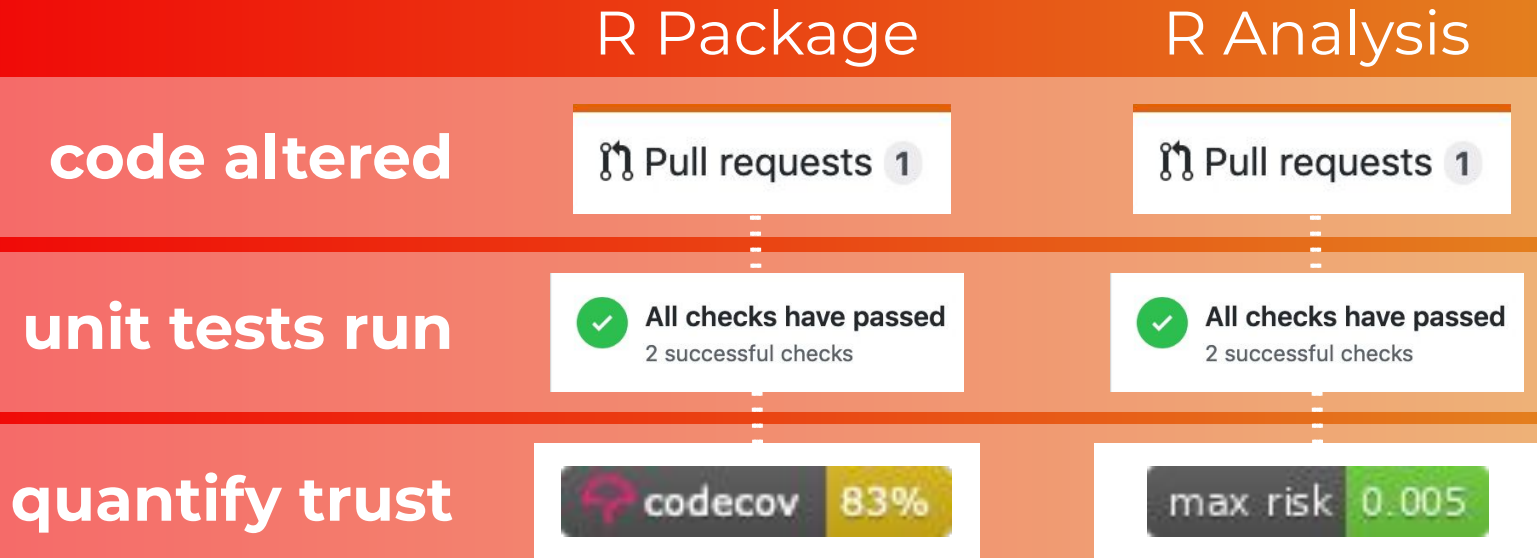 R Package R Analysis
code altered Pull requests 1 Pull requests 1
unit tests run All checks have passed All checks have passed
2 successful checks 2 successful checks
quantify trust codecov 83% max risk 0.005